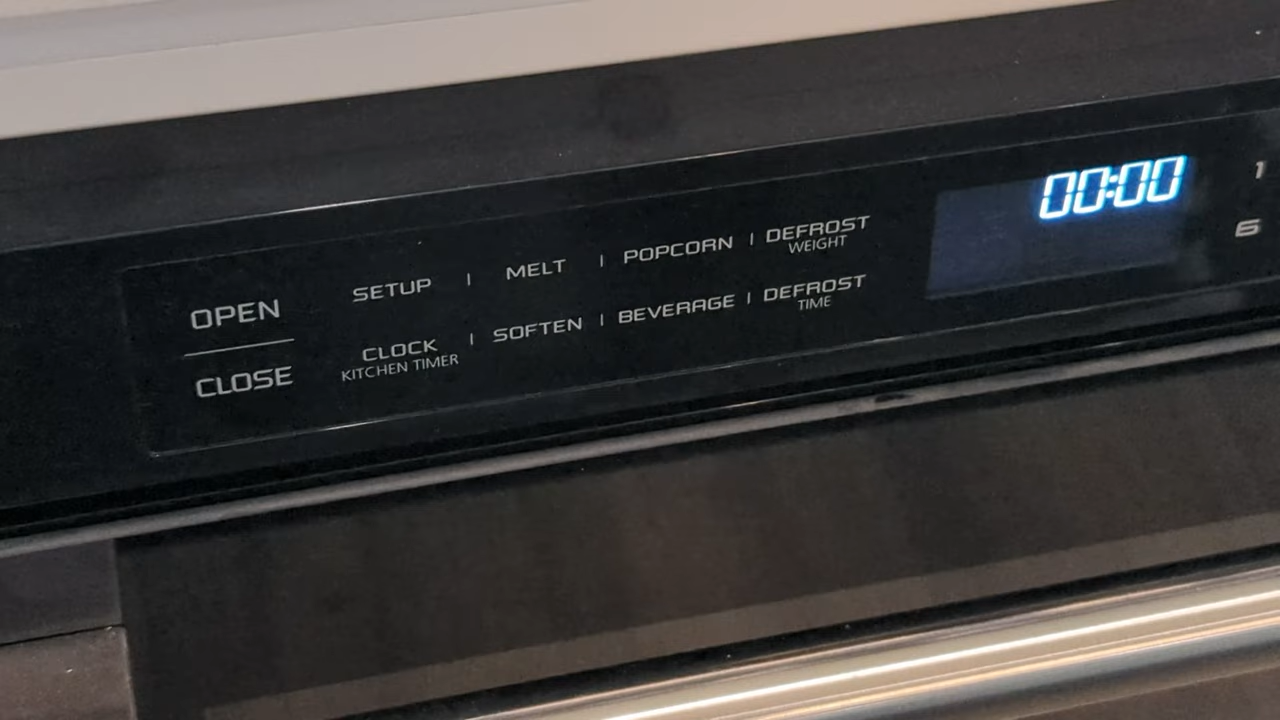 OPEN
CLOSE
SETUP | MELT | POPCORN | DEFROST
WEIGHT
CLOCK | SOFTEN | BEVERAGE | DEFROST
KITCHEN TIMER
TIME
00:00
1
6